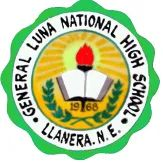 GENERAL LUNA NATIONAL HIGH SCHOOL
1968
LLANERA, N.E.